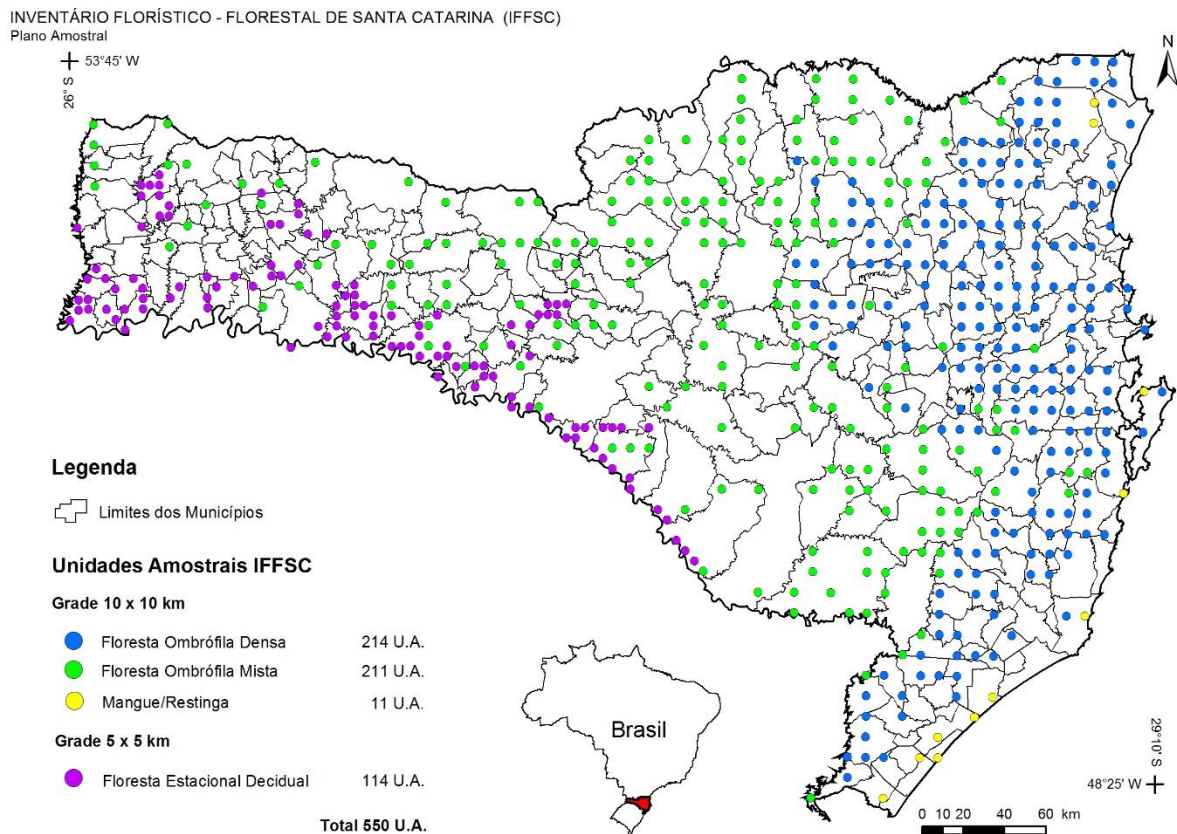 INVENTÁRIO FLORÍSTICO - FLORESTAL DE SANTA CATARINA (IFFSC)
Plano Amostral
53°45' W
26° S
N
Legenda
Limites dos Municípios
Unidades Amostrais IFFSC
Grade 10 x 10 km
Floresta Ombrófila Densa 214 U.A.
Floresta Ombrófila Mista 211 U.A.
Mangue/Restinga 11 U.A.
Grade 5 x 5 km
Floresta Estacional Decidual 114 U.A.
Total 550 U.A.
Brasil
29°10' S
48°25' W
0 10 20 40 60 km